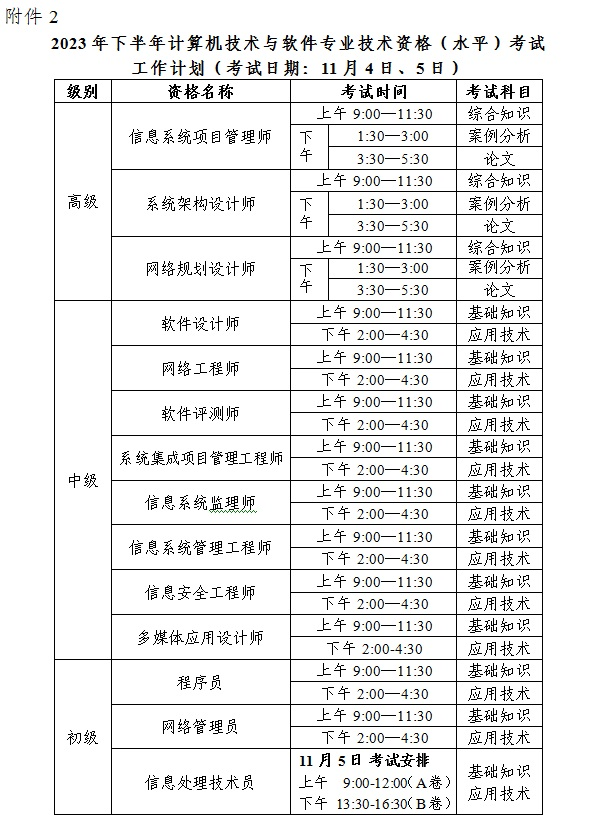 附件 2
2023 年下半年计算机技术与软件专业技术资格（水平）考试
工作计划（考试日期：11 月 4 日、5 日）
级别 资格名称 考试时间 考试科目
高级 信息系统项目管理师 上午 9:00—11:30 综合知识
下午 1:30—3:00 案例分析
3:30—5:30 论文
系统架构设计师 上午 9:00—11:30 综合知识
下午 1:30—3:00 案例分析
3:30—5:30 论文
网络规划设计师 上午 9:00—11:30 综合知识
下午 1:30—3:00 案例分析
3:30—5:30 论文
中级 软件设计师 上午 9:00—11:30 基础知识
下午 2:00—4:30 应用技术
网络工程师 上午 9:00—11:30 基础知识
下午 2:00—4:30 应用技术
软件评测师 上午 9:00—11:30 基础知识
下午 2:00—4:30 应用技术
系统集成项目管理工程师 上午 9:00—11:30 基础知识
下午 2:00—4:30 应用技术
信息系统监理师 上午 9:00—11:30 基础知识
下午 2:00—4:30 应用技术
信息系统管理工程师 上午 9:00—11:30 基础知识
下午 2:00—4:30 应用技术
信息安全工程师 上午 9:00—11:30 基础知识
下午 2:00—4:30 应用技术
多媒体应用设计师 上午 9:00—11:30 基础知识
下午 2:00-4:30 应用技术
初级 程序员 上午 9:00—11:30 基础知识
下午 2:00—4:30 应用技术
网络管理员 上午 9:00—11:30 基础知识
下午 2:00—4:30 应用技术
信息处理技术员 11 月 5 日 考试安排
上午 9:00-12:00（A 卷） 基础知识
下午 13:30-16:30（B 卷） 应用技术